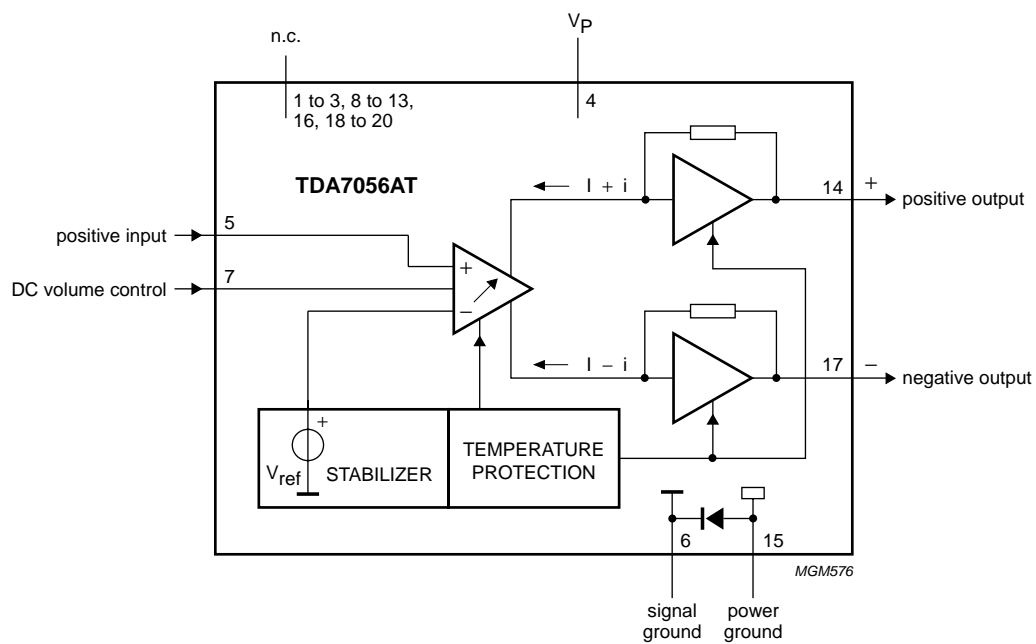 n.c.
VP
1 to 3, 8 to 13,
16, 18 to 20
4
TDA7056AT
I + i
14
+
positive output
positive input
5
DC volume control
7
+
−
I − i
17
−
negative output
+
Vref
STABILIZER
TEMPERATURE
PROTECTION
6
15
MGM576
signal
ground
power
ground